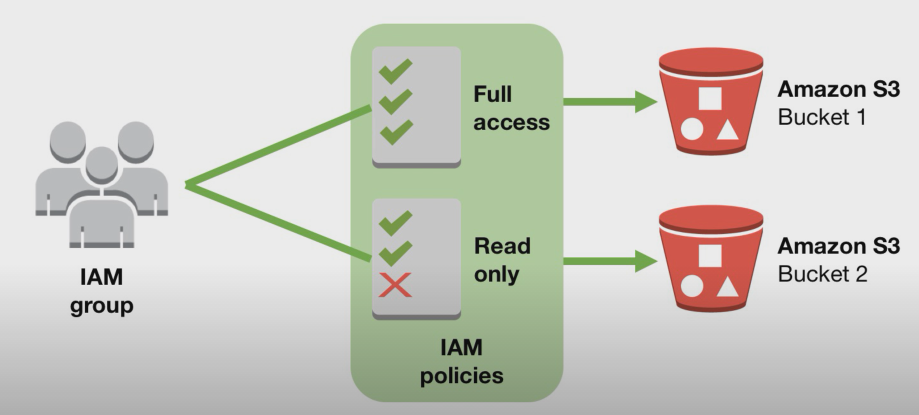 IAM
group
Full
access
Read
only
IAM
policies
Amazon S3
Bucket 1
Amazon S3
Bucket 2